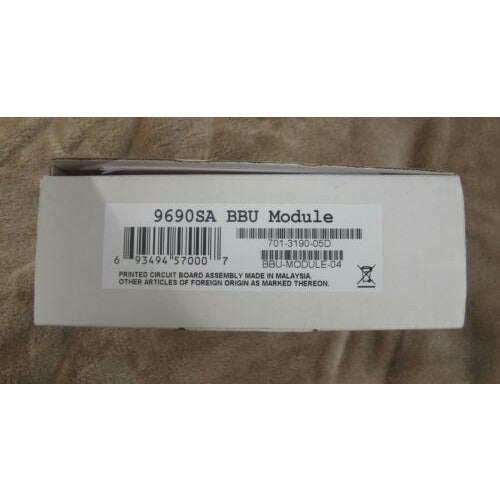 9690SA BBU Module
701-3190-05D
6 93494 57000 7
BBU-MODULE-04
PRINTED CIRCUIT BOARD ASSEMBLY MADE IN MALAYSIA.
OTHER ARTICLES OF FOREIGN ORIGIN AS MARKED THEREON.